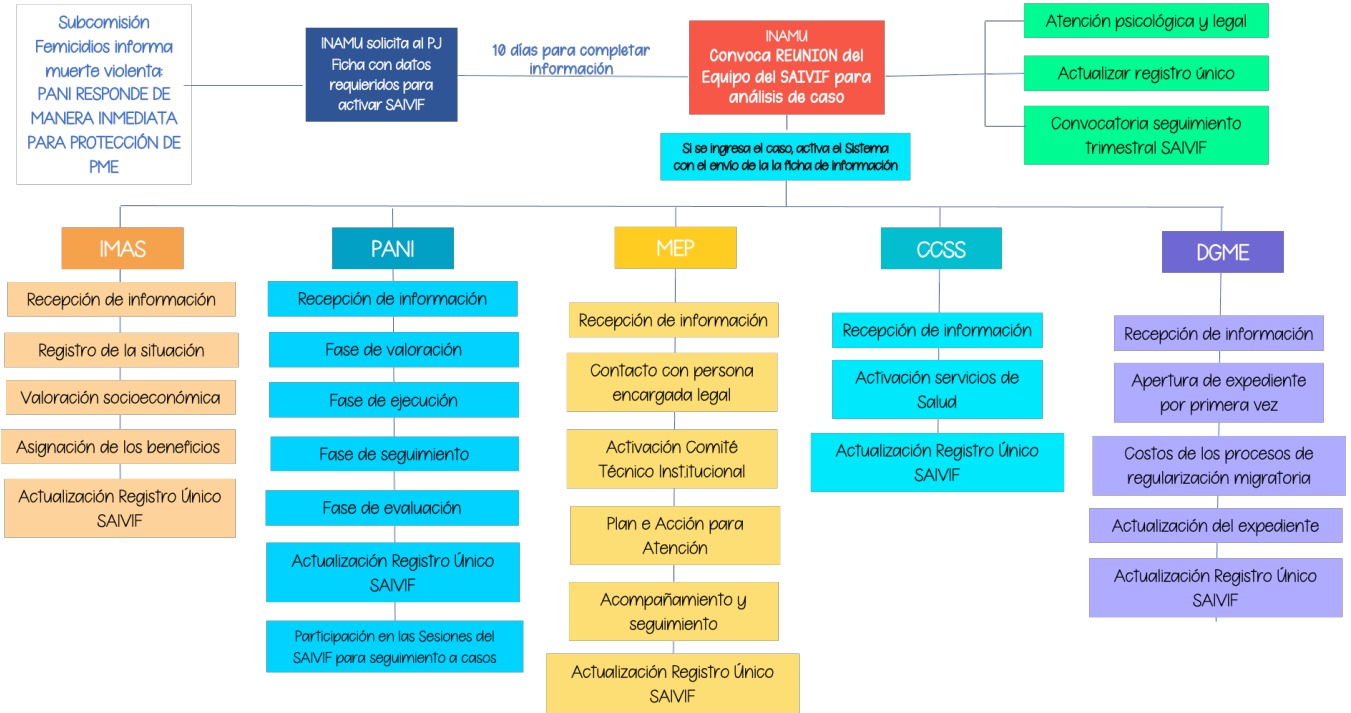 Subcomisión
Femicidios informa
muerte violenta:
PANI RESPONDE DE
MANERA INMEDIATA
PARA PROTECCIÓN DE
PME
INAMU solicita al PJ
Ficha con datos
requieridos para
activar SAIVIF
10 días para completar
información
INAMU
Convoca REUNION del
Equipo del SAIVIF para
análisis de caso
Atención psicológica y legal
Actualizar registro único
Convocatoria seguimiento
trimestral SAIVIF
Si se ingresa el caso, activa el Sistema
con el envío de la la ficha de información
IMAS
Recepción de información
Registro de la situación
Valoración socioeconómica
Asignación de los beneficios
Actualización Registro Único
SAIVIF
PANI
Recepción de información
Fase de valoración
Fase de ejecución
Fase de seguimiento
Fase de evaluación
Actualización Registro Único
SAIVIF
Participación en las Sesiones del
SAIVIF para seguimiento a casos
MEP
Recepción de información
Contacto con persona
encargada legal
Activación Comité
Técnico Institucional
Plan e Acción para
Atención
Acompañamiento y
seguimiento
Actualización Registro Único
SAIVIF
CCSS
Recepción de información
Activación servicios de
Salud
Actualización Registro Único
SAIVIF
DGME
Recepción de información
Apertura de expediente
por primera vez
Costos de los procesos de
regularización migratoria
Actualización del expediente
Actualización Registro Único
SAIVIF